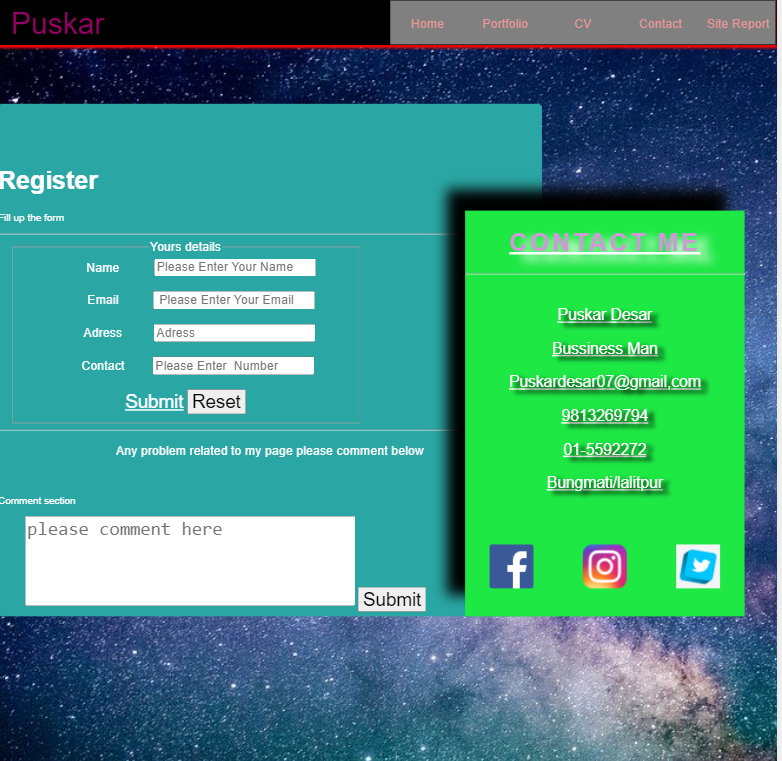 Puskar
Home Portfolio CV Contact Site Report
Register
Fill up the form
Yours details
Name Please Enter Your Name
Email Please Enter Your Email
Adress Adress
Contact Please Enter  Number
Submit Reset
Any problem related to my page please comment below
Comment section
please comment here
Submit
CONTACT ME
Puskar Desar
Bussiness Man
Puskardesar07@gmail,com
9813269794
01-5592272
Bungmati/lalitpur